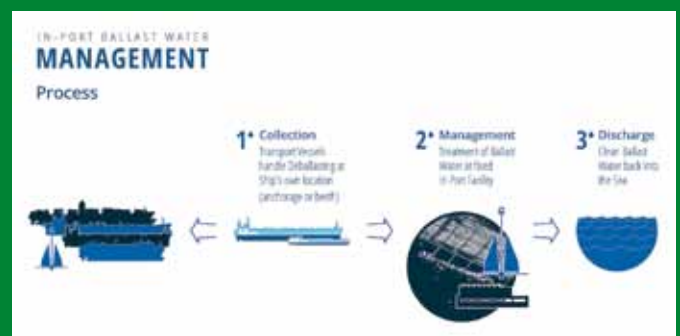 IN-PORT BALLAST WATER
MANAGEMENT
Process
1• Collection
Transport Vessels
handle Deballasting at
Ship's own location
(anchorage or berth)
2• Management
Treatment of Ballast
Water at fixed
in-Port Facility
3• Discharge
Clean Ballast
Water back into
the Sea